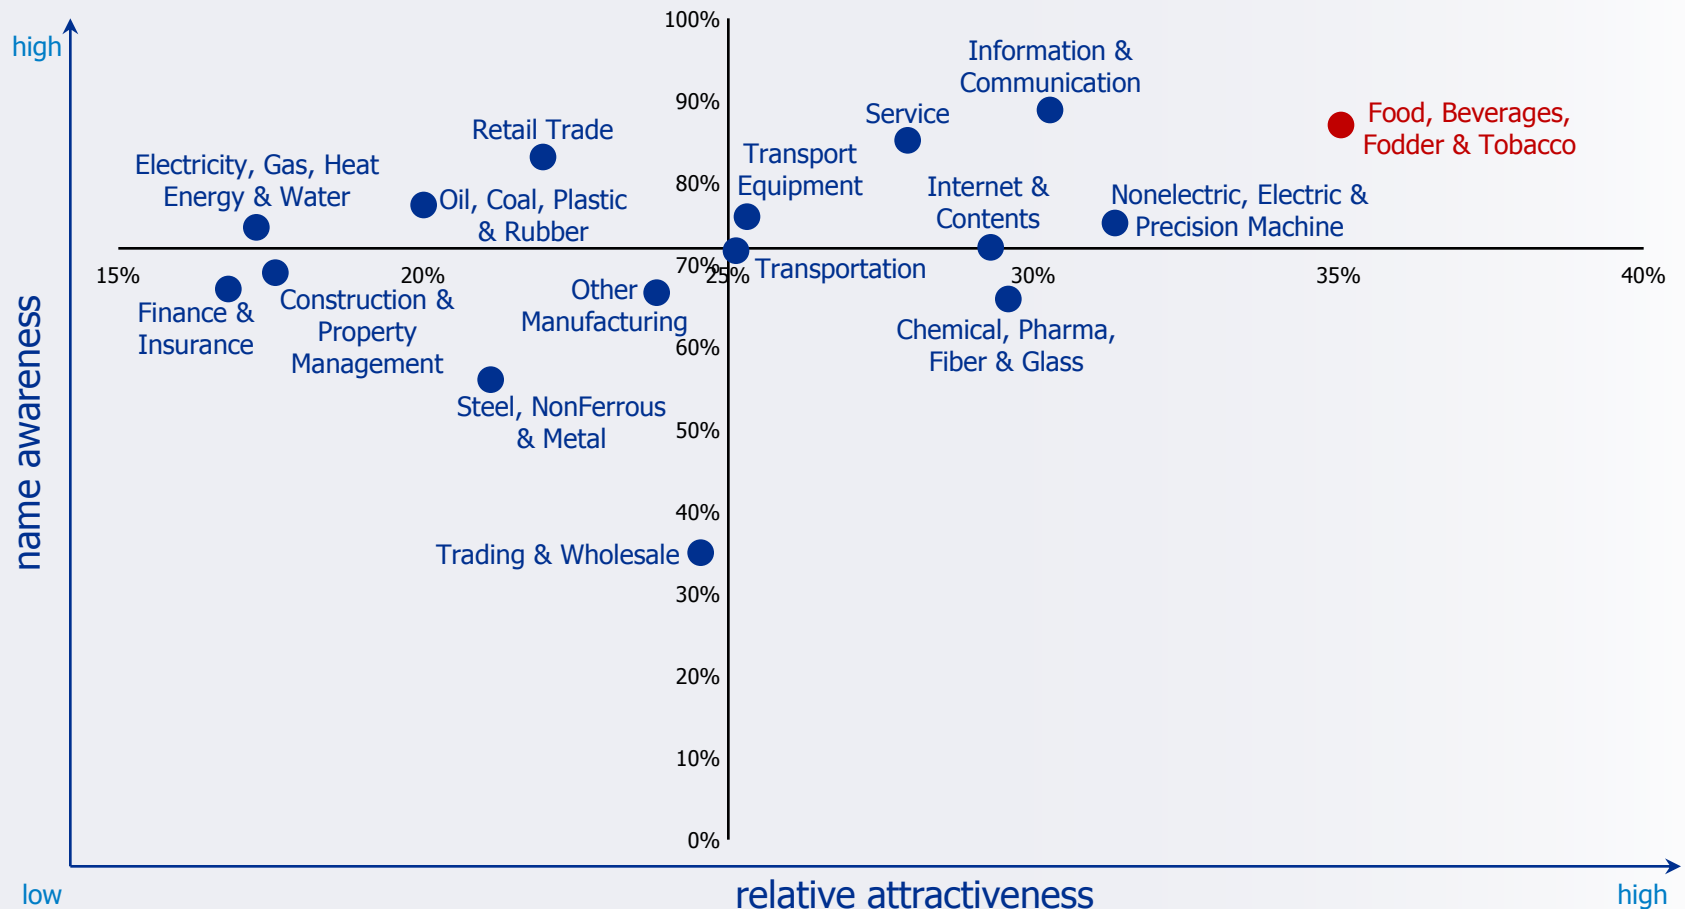 100%
high
Information &
Communication
90%
Service
Food, Beverages,
Fodder & Tobacco
Retail Trade
Transport
Equipment
Electricity, Gas, Heat
Energy & Water
80%
Internet &
Contents
Nonelectric, Electric &
Precision Machine
Oil, Coal, Plastic
& Rubber
70%
Transportation
15%
20%
25%
30%
35%
40%
Other
Manufacturing
Construction &
Property
Management
Finance &
Insurance
Chemical, Pharma,
Fiber & Glass
60%
Steel, NonFerrous
& Metal
50%
name awareness
40%
Trading & Wholesale
30%
20%
10%
0%
low
relative attractiveness
high